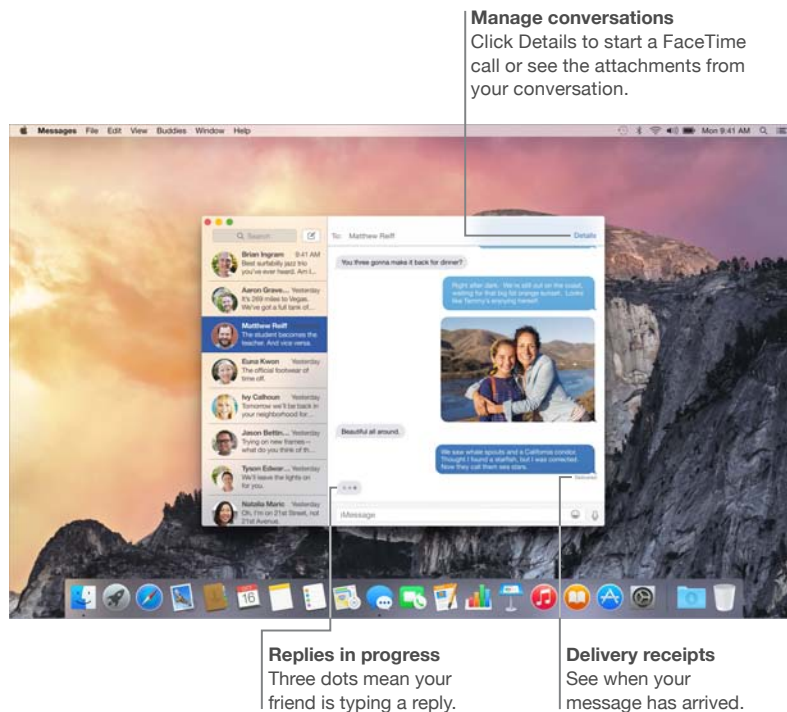 Manage conversations
Click Details to start a FaceTime
call or see the attachments from
your conversation.
Messages File Edit View Buddies Window Help
Mon 9:41 AM
Search
To: Matthew Reiff
Details
Brian Ingram 9:41 AM
Best surfabilly jazz trio
you've ever heard. Am I...
Aaron Grave... Yesterday
It's 269 miles to Vegas.
We've got a full tank of...
Matthew Reiff
The student becomes the
teacher. And vice versa.
Euna Kwon Yesterday
The official footwear of
time off.
Ivy Calhoun Yesterday
Tomorrow we'll be back in
your neighborhood for...
Jason Bettin... Yesterday
Trying on new frames—
what do you think of th...
Tyson Edwar... Yesterday
We'll leave the lights on
for you.
Natalia Maric Yesterday
Oh, I'm on 21st Street, not
21st Avenue.
You three gonna make it back for dinner?
Right after dark. We're still out on the coast,
waiting for that big fat orange sunset. Looks
like Tammy's enjoying herself.
Beautiful all around.
We saw whale spouts and a California condor.
Thought I found a starfish, but I was corrected.
Now they call them sea stars.
Delivered
iMessage
16
Replies in progress
Three dots mean your
friend is typing a reply.
Delivery receipts
See when your
message has arrived.